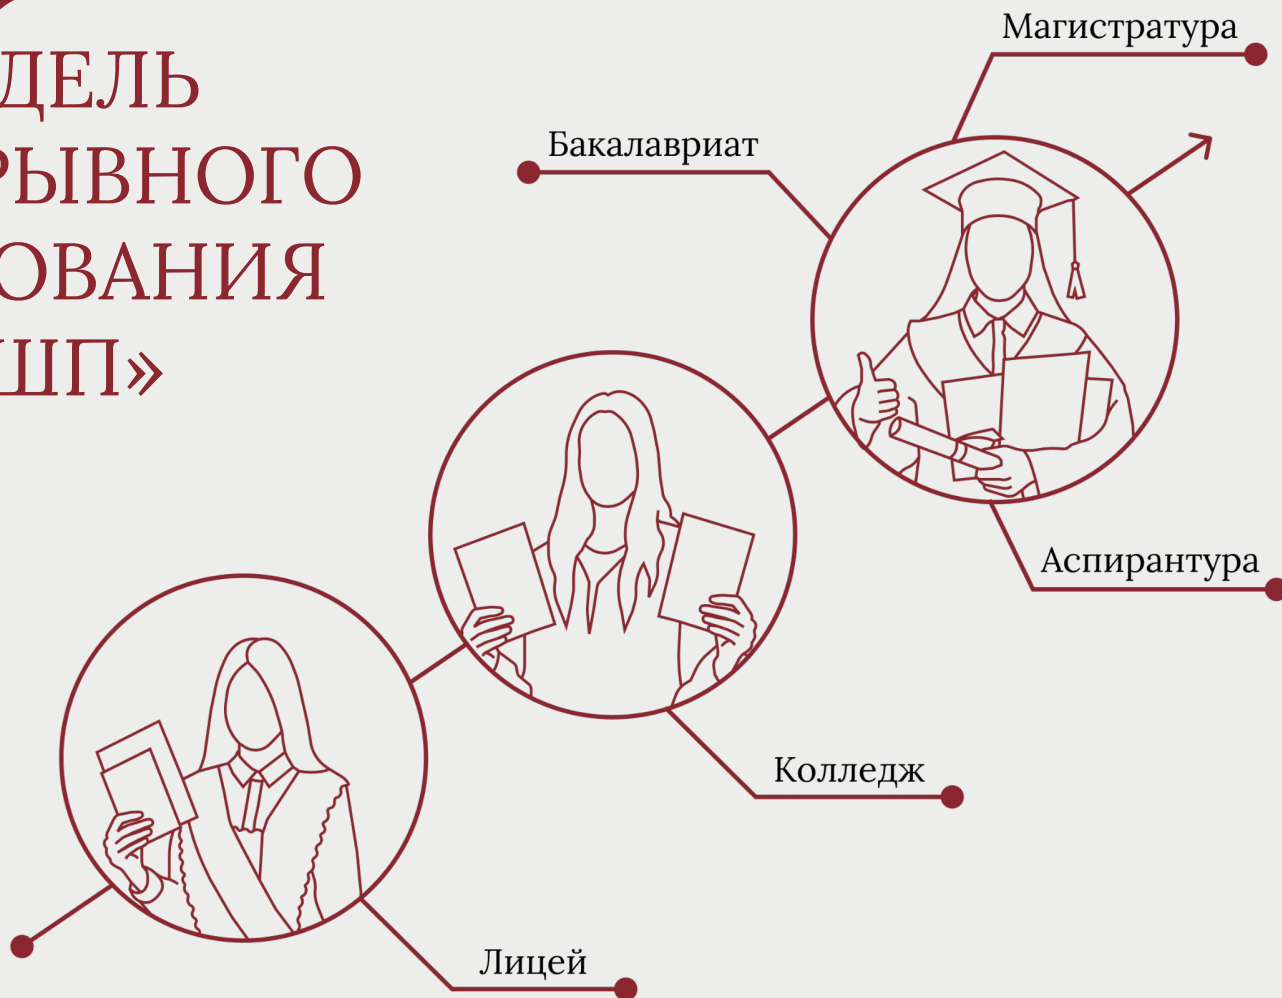 ДЕЛЬ
РЫВНОГО
ОВАНИЯ
ШП»
Магистратура
Бакалавриат
Аспирантура
Колледж
Лицей